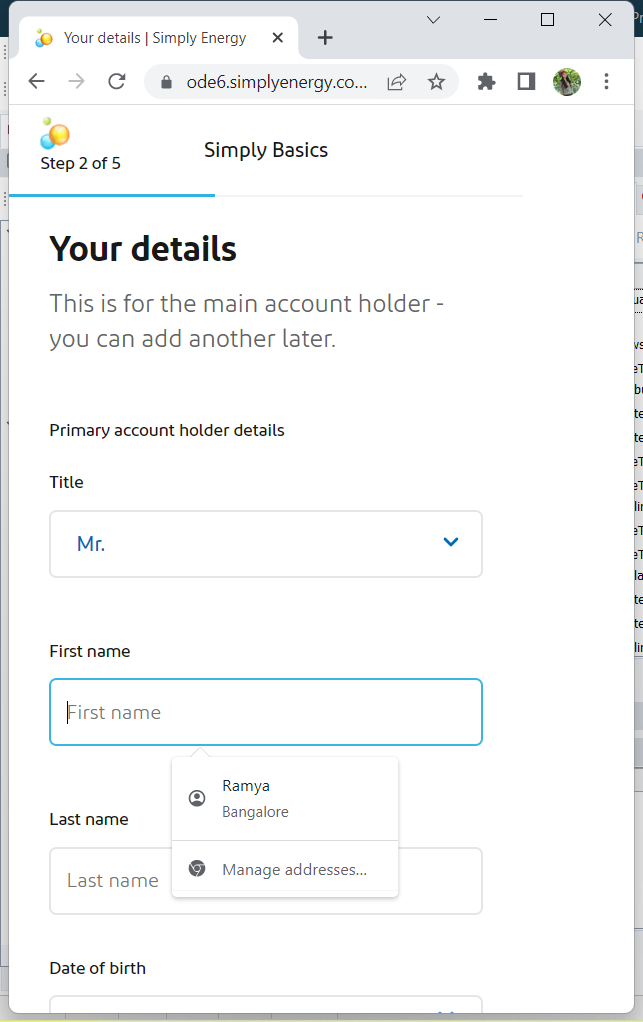 Your details | Simply Energy
ode6.simplyenergy.co...
Step 2 of 5
Simply Basics
Your details
This is for the main account holder -
you can add another later.
Primary account holder details
Title
Mr.
First name
First name
Ramya
Bangalore
Manage addresses...
Last name
Last name
Date of birth